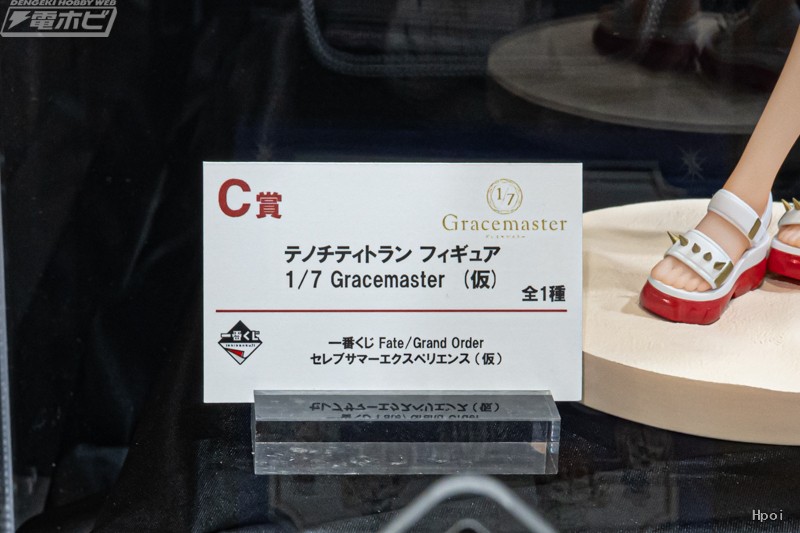 DENGEKI HOBBY WEB
電ホビ
C賞
1/7
Gracemaster
テノチティトラン フィギュア
1/7 Gracemaster (仮)
全1種
一番くじ
一番くじ Fate/Grand Order
セレブサマーエクスペリエンス(仮)
Hpoi